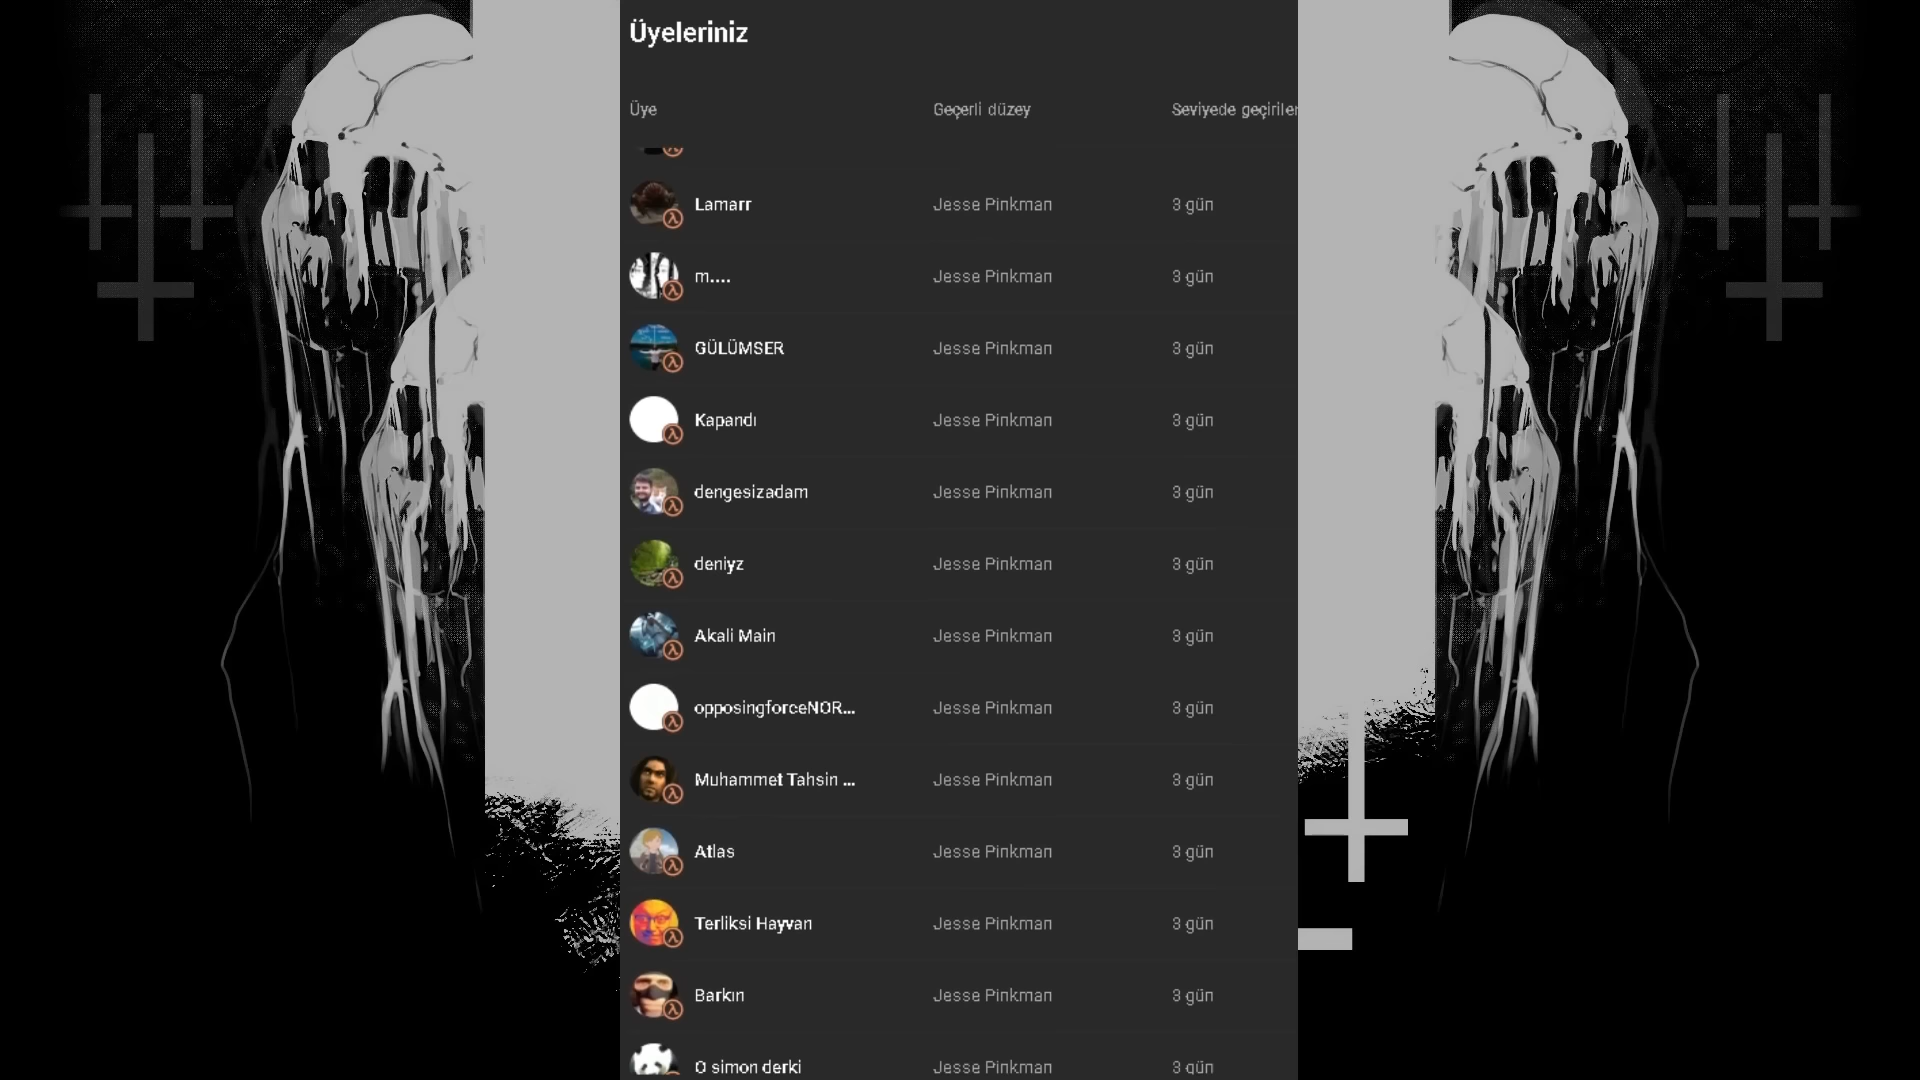 Üyeleriniz
Üye Geçerli düzey Seviyede geçirilen
Lamarr Jesse Pinkman 3 gün
m.... Jesse Pinkman 3 gün
GÜLÜMSER Jesse Pinkman 3 gün
Kapandı Jesse Pinkman 3 gün
dengesizadam Jesse Pinkman 3 gün
deniyz Jesse Pinkman 3 gün
Akali Main Jesse Pinkman 3 gün
opposingforceNOR... Jesse Pinkman 3 gün
Muhammet Tahsin ... Jesse Pinkman 3 gün
Atlas Jesse Pinkman 3 gün
Terliksi Hayvan Jesse Pinkman 3 gün
Barkın Jesse Pinkman 3 gün
O simon derki Jesse Pinkman 3 gün